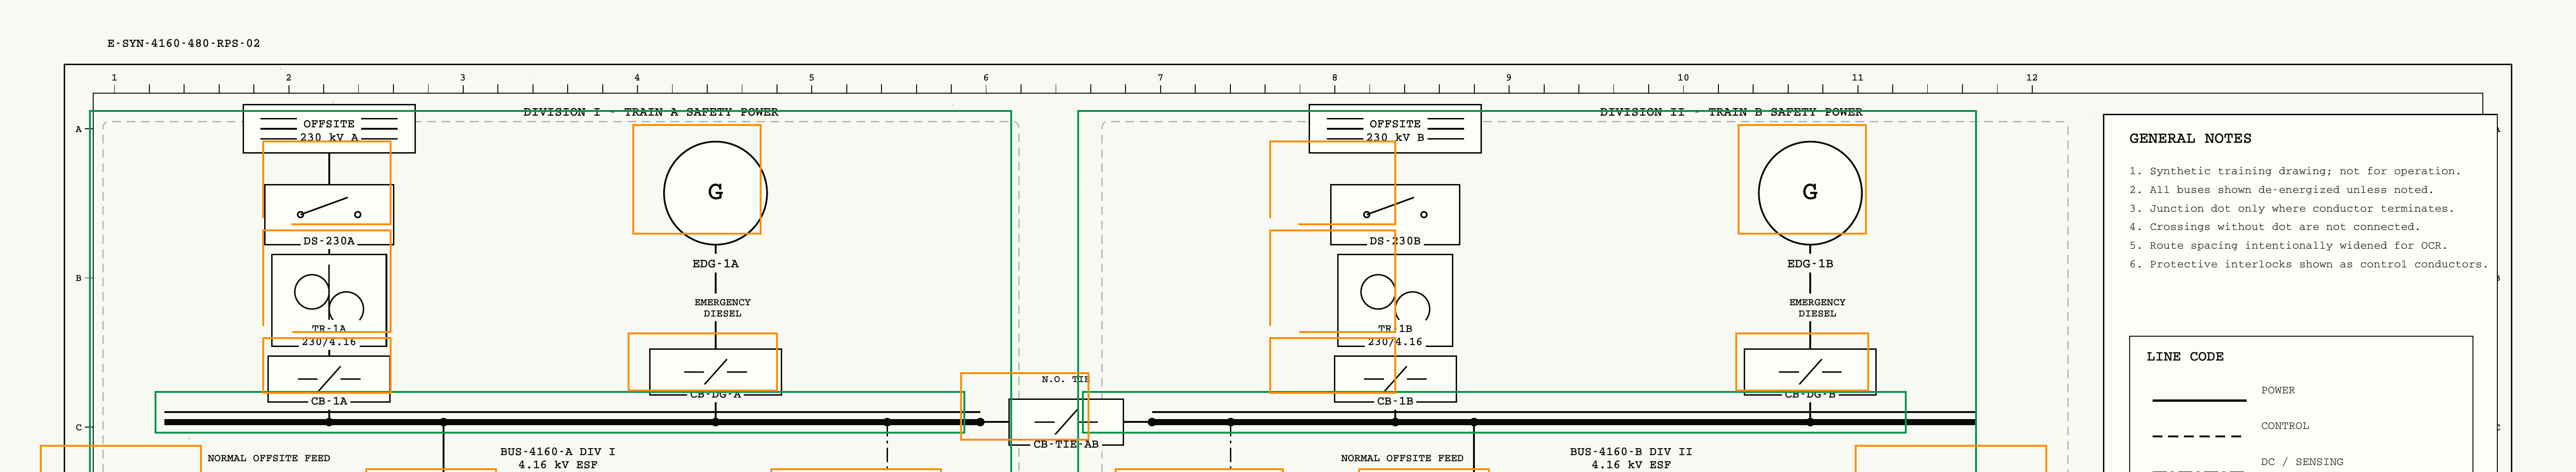 E-SYN-4160-480-RPS-02
1 2 3 4 5 6 7 8 9 10 11 12
DIVISION I - TRAIN A SAFETY POWER
DIVISION II - TRAIN B SAFETY POWER
A
OFFSITE
230 kV A
OFFSITE
230 kV B
G
G
DS-230A
DS-230B
EDG-1A
EDG-1B
B
EMERGENCY
DIESEL
EMERGENCY
DIESEL
TR-1A
230/4.16
TR-1B
230/4.16
N.O. TIE
CB-1A
CB-DG-A
CB-1B
CB-DG-B
C
CB-TIE-AB
NORMAL OFFSITE FEED
BUS-4160-A DIV I
4.16 kV ESF
NORMAL OFFSITE FEED
BUS-4160-B DIV II
4.16 kV ESF
GENERAL NOTES
1. Synthetic training drawing; not for operation.
2. All buses shown de-energized unless noted.
3. Junction dot only where conductor terminates.
4. Crossings without dot are not connected.
5. Route spacing intentionally widened for OCR.
6. Protective interlocks shown as control conductors.
LINE CODE
POWER
CONTROL
DC / SENSING